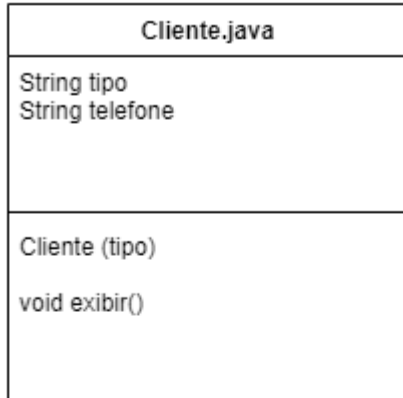 Cliente.java
String tipo
String telefone
Cliente (tipo)
void exibir()